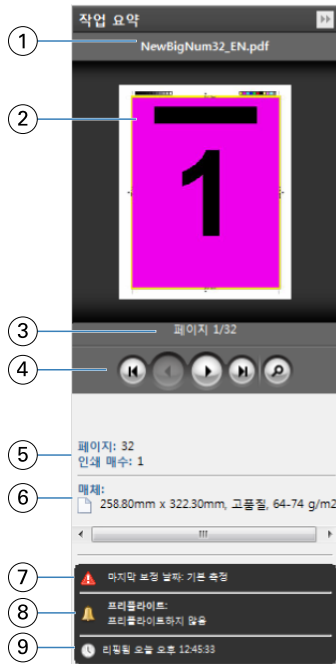 작업 요약
1 NewBigNum32_EN.pdf
2
1
3 페이지 1/32
4
5 페이지: 32
인쇄 매수: 1
6 매체:
258.80mm x 322.30mm, 고품질, 64-74 g/m2
7 마지막 보정 날짜: 기본 측정
8 프리플라이트:
프리플라이트하지 않음
9 리핑됨 오늘 오후 12:45:33